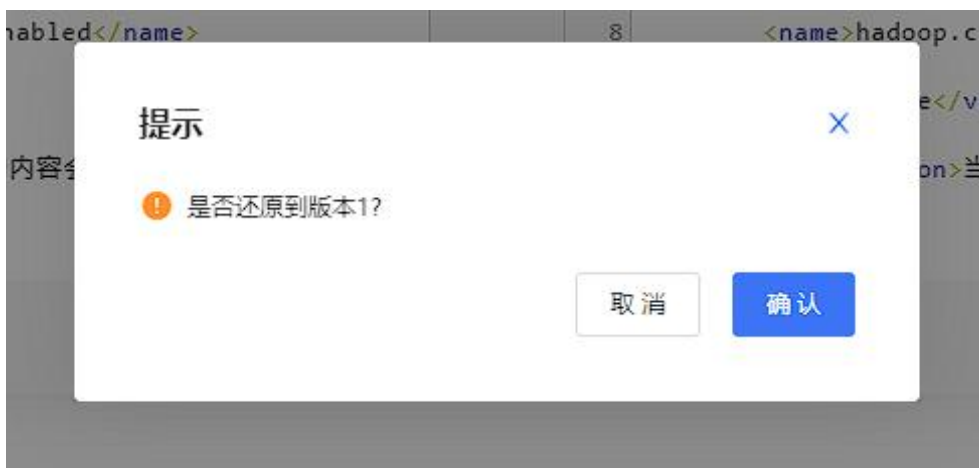 nabled</name>
8
<name>hadoop.c
提示
e</v
内容
on>当
是否还原到版本1?
取消
确认